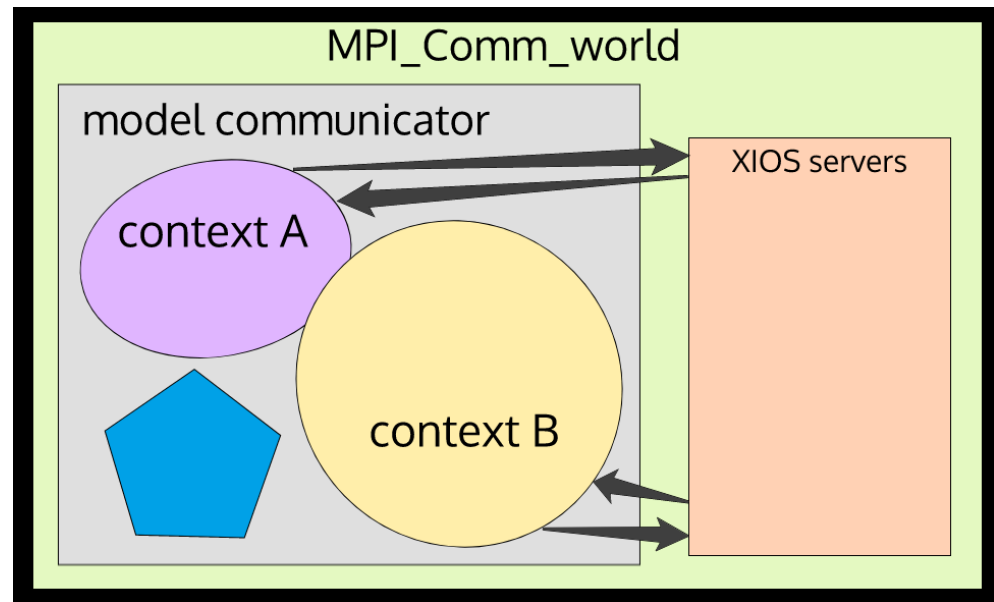 MPI_Comm_world
model communicator
XIOS servers
context A
context B